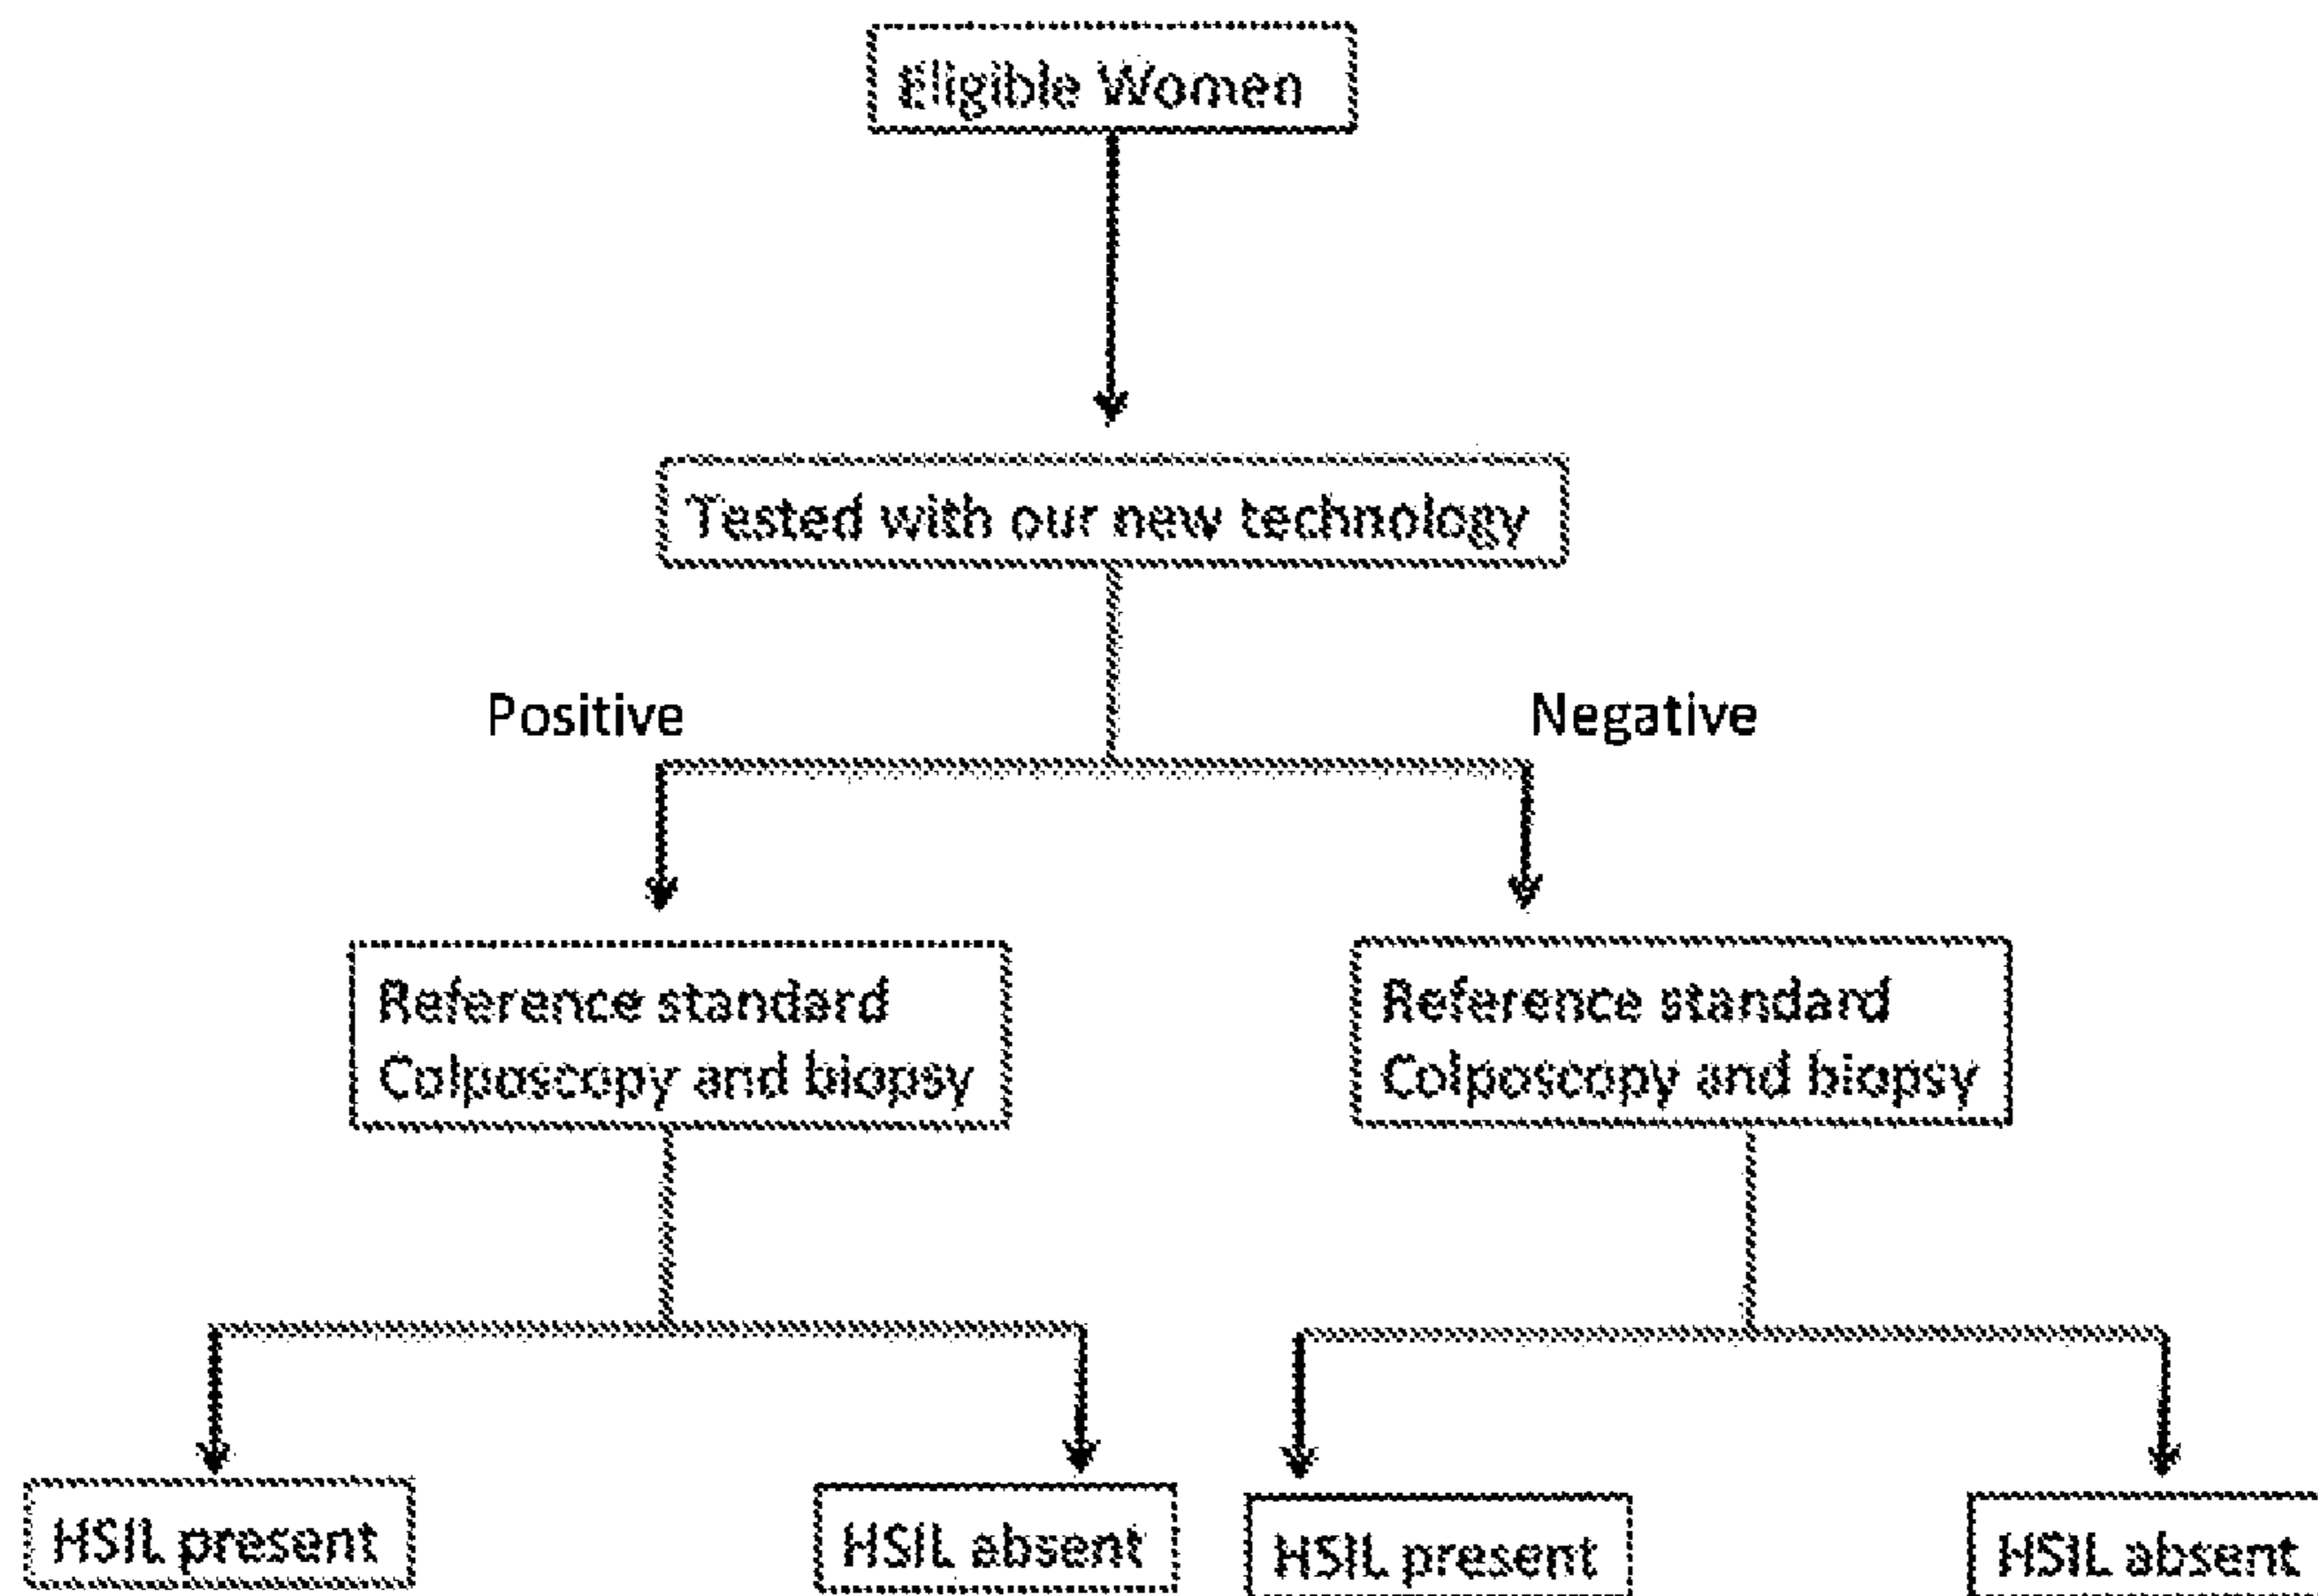 Eligible Women
Tested with our new technology
Positive
Negative
Reference standard
Colposcopy and biopsy
Reference standard
Colposcopy and biopsy
HSIL present
HSIL absent
HSIL present
HSIL absent